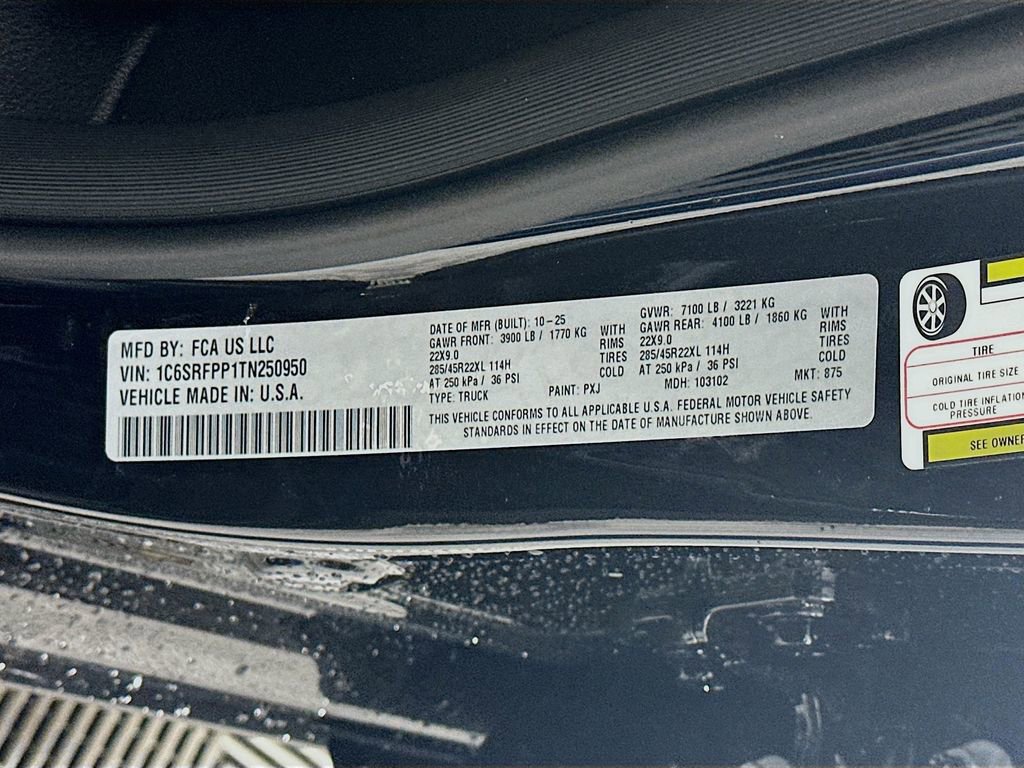 MFD BY: FCA US LLC
VIN: 1C6SRFPP1TN250950
VEHICLE MADE IN: U.S.A.
DATE OF MFR (BUILT): 10-25
GAWR FRONT: 3900 LB / 1770 KG WITH
22X9.0 RIMS
285/45R22XL 114H TIRES
AT 250 kPa / 36 PSI COLD
TYPE: TRUCK PAINT: PXJ
GVWR: 7100 LB / 3221 KG
GAWR REAR: 4100 LB / 1860 KG WITH
22X9.0 RIMS
285/45R22XL 114H TIRES
AT 250 kPa / 36 PSI COLD
MDH: 103102 MKT: 875
THIS VEHICLE CONFORMS TO ALL APPLICABLE U.S.A. FEDERAL MOTOR VEHICLE SAFETY
STANDARDS IN EFFECT ON THE DATE OF MANUFACTURE SHOWN ABOVE.
TIRE
ORIGINAL TIRE SIZE
COLD TIRE INFLATION
PRESSURE
SEE OWNER